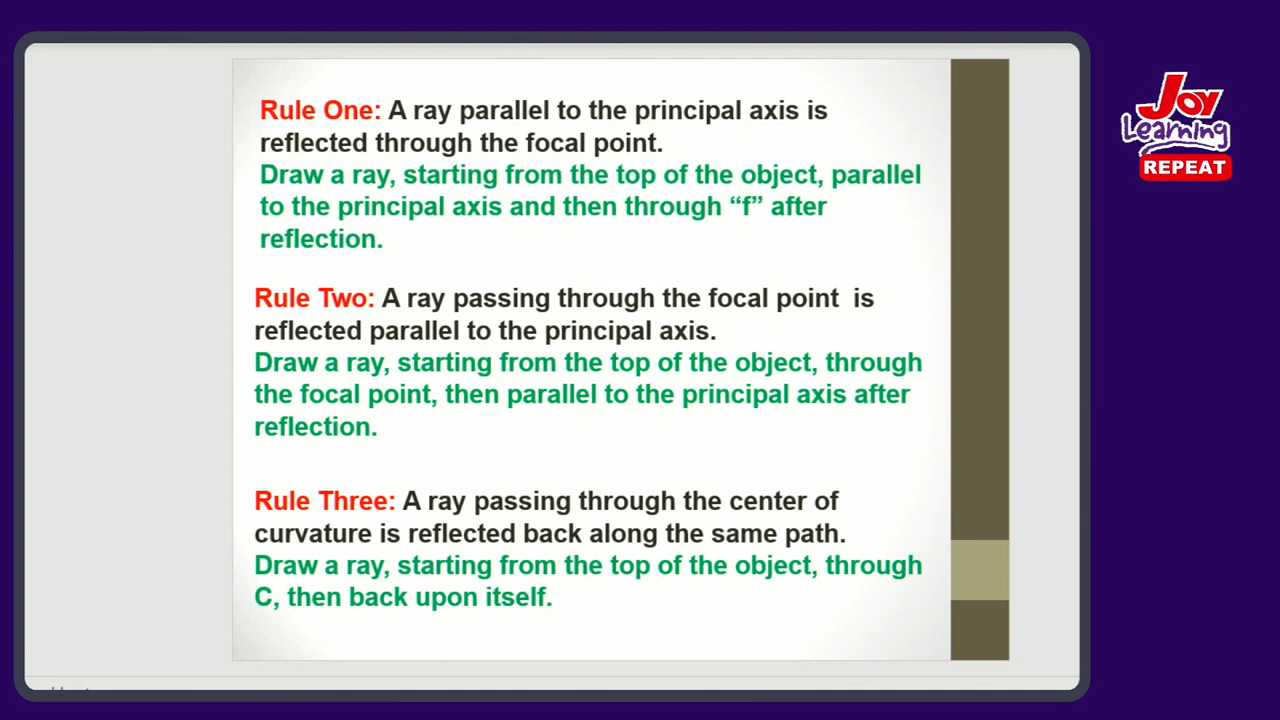 Rule One: A ray parallel to the principal axis is
reflected through the focal point.
Draw a ray, starting from the top of the object, parallel
to the principal axis and then through “f” after
reflection.
Rule Two: A ray passing through the focal point  is
reflected parallel to the principal axis.
Draw a ray, starting from the top of the object, through
the focal point, then parallel to the principal axis after
reflection.
Rule Three: A ray passing through the center of
curvature is reflected back along the same path.
Draw a ray, starting from the top of the object, through
C, then back upon itself.
Joy
Learning
REPEAT